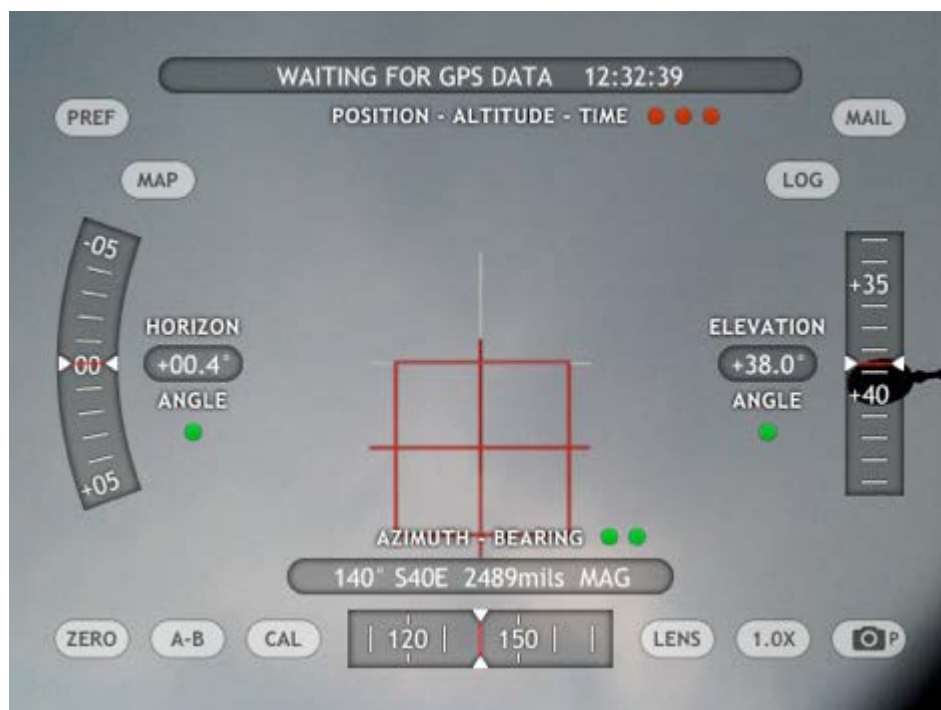 WAITING FOR GPS DATA 12:32:39
PREF
POSITION - ALTITUDE - TIME
MAIL
MAP
LOG
-05
+35
HORIZON
ELEVATION
00
+00.4°
+38.0°
ANGLE
ANGLE
+40
+05
AZIMUTH - BEARING
140° S40E 2489mils MAG
ZERO
A-B
CAL
120
150
LENS
1.0X
P